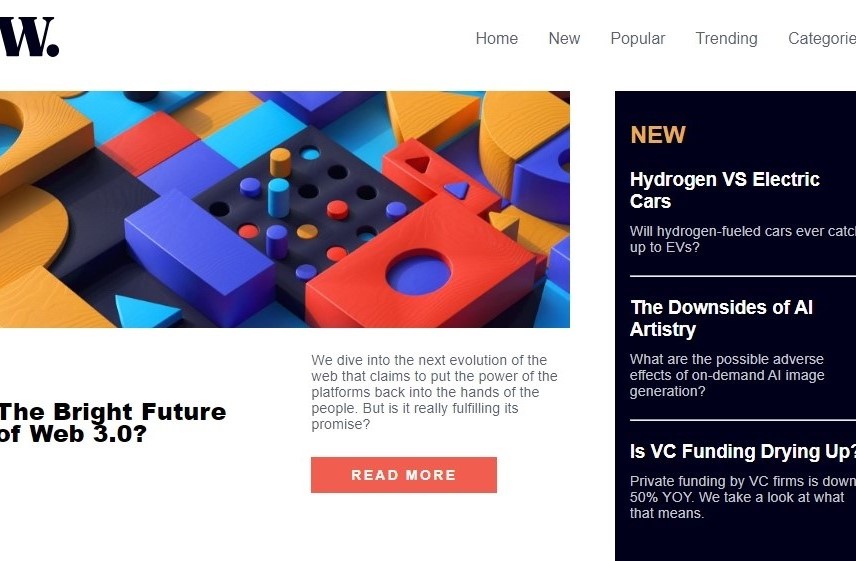 W.
Home New Popular Trending Categorie
NEW
Hydrogen VS Electric
Cars
Will hydrogen-fueled cars ever catch
up to EVs?
The Downsides of AI
Artistry
What are the possible adverse
effects of on-demand AI image
generation?
Is VC Funding Drying Up?
Private funding by VC firms is down
50% YOY. We take a look at what
that means.
The Bright Future
of Web 3.0?
We dive into the next evolution of the
web that claims to put the power of the
platforms back into the hands of the
people. But is it really fulfilling its
promise?
READ MORE